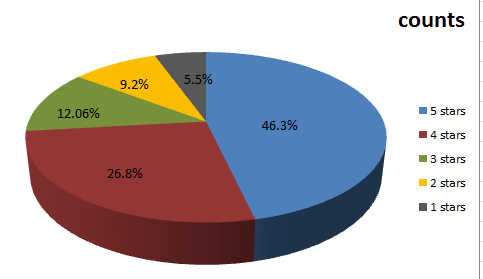 counts
5.5%
9.2%
12.06%
46.3%
26.8%
5 stars
4 stars
3 stars
2 stars
1 stars